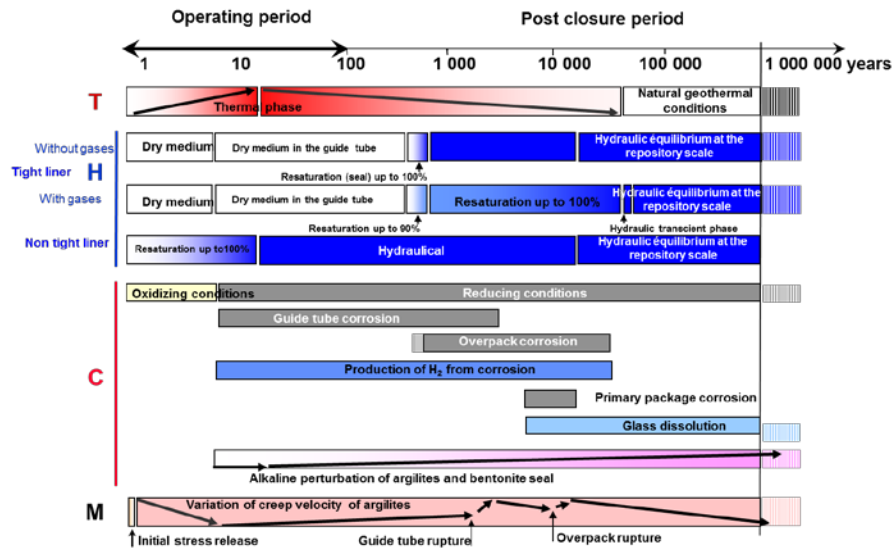 Operating period
Post closure period
1 10 100 1 000 10 000 100 000 1 000 000 years
T
Thermal phase
Natural geothermal
conditions
Without gases
Dry medium
Dry medium in the guide tube
Hydraulic équilibrium at the
repository scale
Tight liner
H
Resaturation (seal) up to 100%
With gases
Dry medium
Dry medium in the guide tube
Resaturation up to 100%
Hydraulic équilibrium at the
repository scale
Resaturation up to 90%
Hydraulic transcient phase
Non tight liner
Resaturation up to100%
Hydraulical
Hydraulic équilibrium at the
repository scale
Oxidizing conditions
Reducing conditions
Guide tube corrosion
Overpack corrosion
C
Production of H2 from corrosion
Primary package corrosion
Glass dissolution
Alkaline perturbation of argilites and bentonite seal
M
Variation of creep velocity of argilites
Initial stress release
Guide tube rupture
Overpack rupture